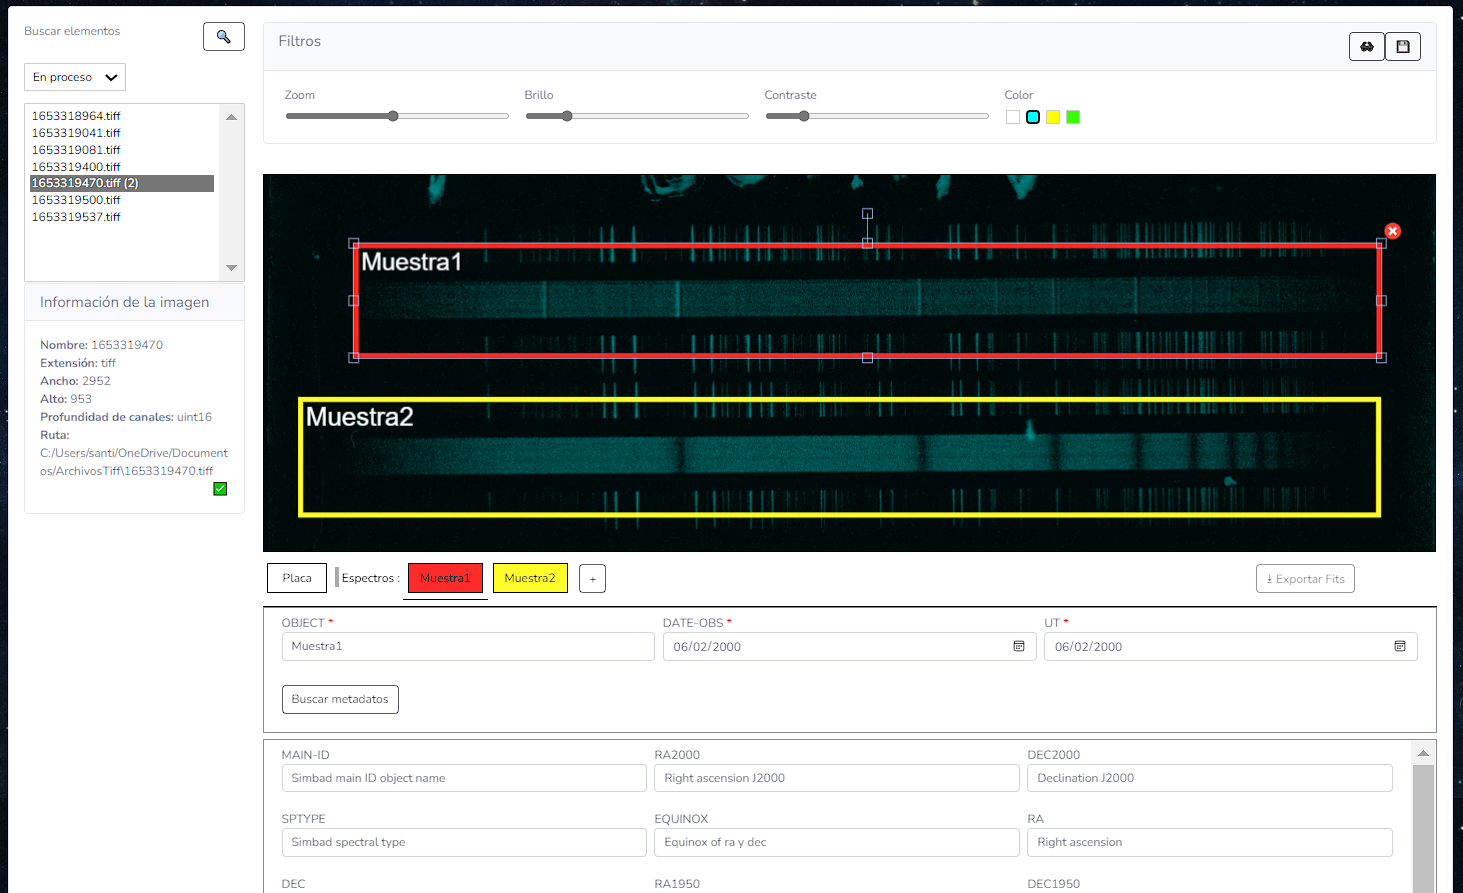 Buscar elementos
En proceso
1653318964.tiff
1653319041.tiff
1653319081.tiff
1653319400.tiff
1653319470.tiff (2)
1653319500.tiff
1653319537.tiff
Información de la imagen
Nombre: 1653319470
Extensión: tiff
Ancho: 2952
Alto: 953
Profundidad de canales: uint16
Ruta:
C:/Users/santi/OneDrive/Document
os/ArchivosTiff\1653319470.tiff
Filtros
Zoom
Brillo
Contraste
Color
Muestra1
Muestra2
Placa
Espectros :
Muestra1
Muestra2
+
Exportar Fits
OBJECT *
DATE-OBS *
UT *
Muestra1
06/02/2000
06/02/2000
Buscar metadatos
MAIN-ID
RA2000
DEC2000
Simbad main ID object name
Right ascension J2000
Declination J2000
SPTYPE
EQUINOX
RA
Simbad spectral type
Equinox of ra y dec
Right ascension
DEC
RA1950
DEC1950